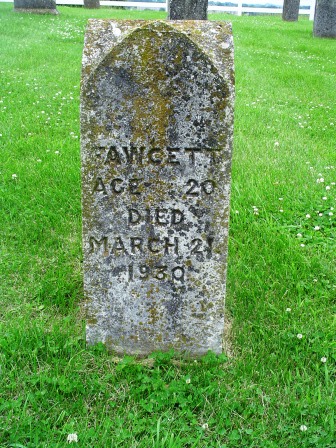 FAWCETT
AGE 20
DIED
MARCH 21
1930